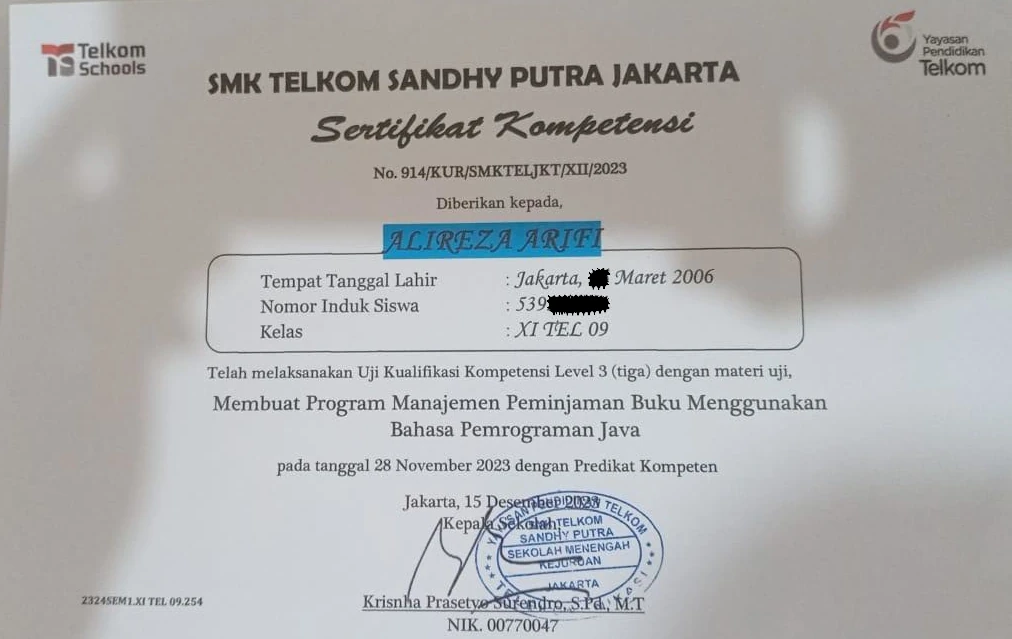 Telkom
Schools
Yayasan
Pendidikan
Telkom
SMK TELKOM SANDHY PUTRA JAKARTA
Sertifikat Kompetensi
No. 914/KUR/SMKTELJKT/XII/2023
Diberikan kepada,
ALIREZA ARIFI
Tempat Tanggal Lahir : Jakarta, Maret 2006
Nomor Induk Siswa : 539
Kelas : XI TEL 09
Telah melaksanakan Uji Kualifikasi Kompetensi Level 3 (tiga) dengan materi uji,
Membuat Program Manajemen Peminjaman Buku Menggunakan
Bahasa Pemrograman Java
pada tanggal 28 November 2023 dengan Predikat Kompeten
Jakarta, 15 Desember 2023
Kepala Sekolah,
YAYASAN PENDIDIKAN TELKOM
SMK TELKOM
SANDHY PUTRA
SEKOLAH MENENGAH
KEJURUAN
JAKARTA
Krisnha Prasetyo Surendro, S.Pd., M.T
NIK. 00770047
2324SEM1.XI TEL 09.254